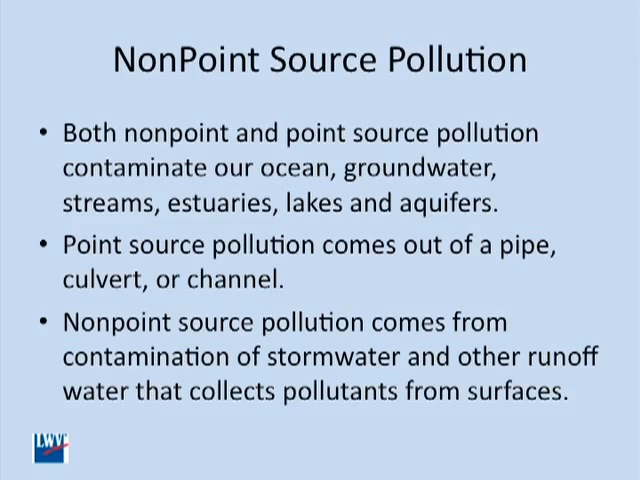 NonPoint Source Pollution
• Both nonpoint and point source pollution
contaminate our ocean, groundwater,
streams, estuaries, lakes and aquifers.
• Point source pollution comes out of a pipe,
culvert, or channel.
• Nonpoint source pollution comes from
contamination of stormwater and other runoff
water that collects pollutants from surfaces.
LWV